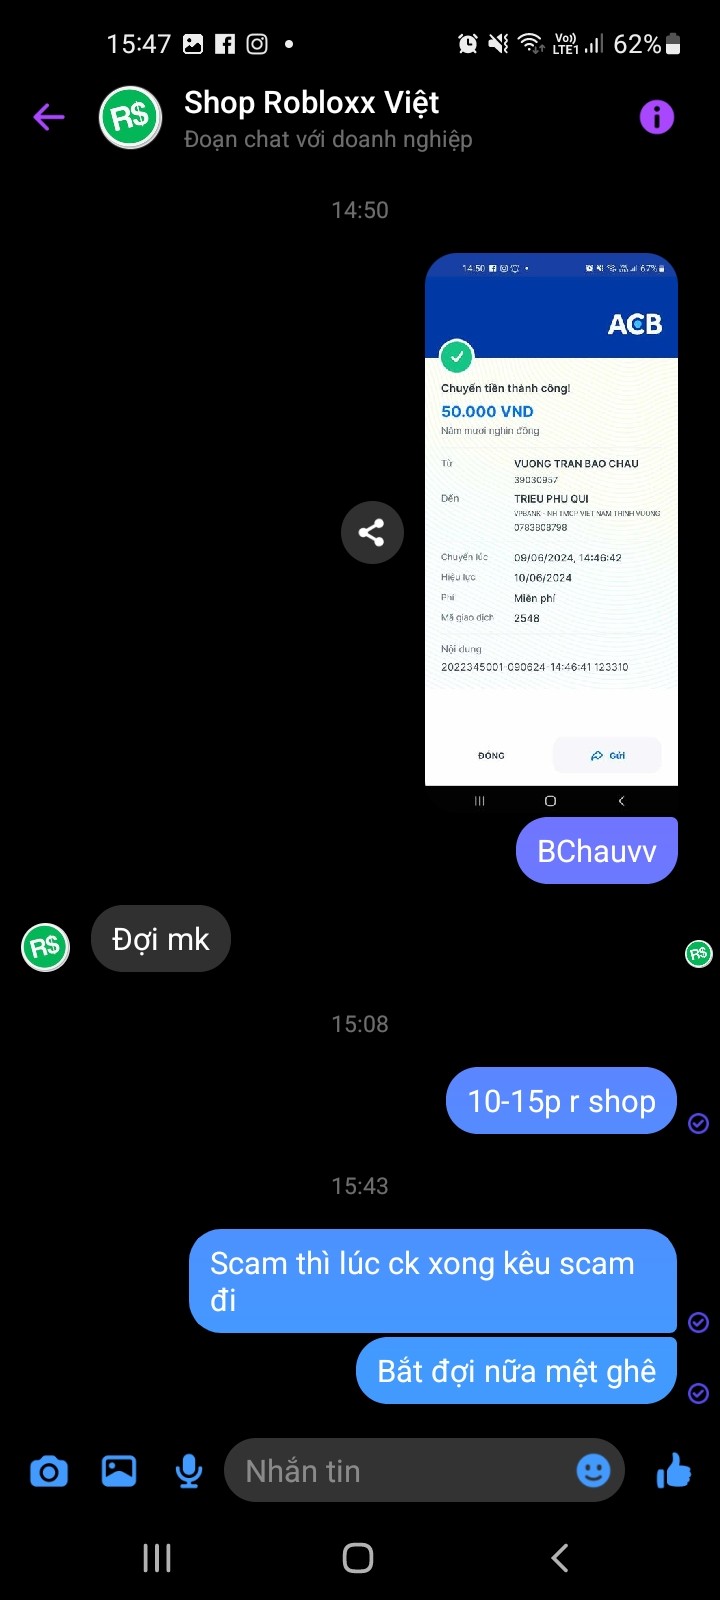 15:47
Vo))
LTE1
62%
R$
Shop Robloxx Việt
Đoạn chat với doanh nghiệp
14:50
14:50
67%
ACB
Chuyển tiền thành công!
50.000 VND
Năm mươi nghìn đồng
Từ
VUONG TRAN BAO CHAU
39030957
Đến
TRIEU PHU QUI
VPBANK - NH TMCP VIET NAM THINH VUONG
0783808798
Chuyển lúc
09/06/2024, 14:46:42
Hiệu lực
10/06/2024
Phí
Miễn phí
Mã giao dịch
2548
Nội dung
2022345001-090624-14:46:41 123310
ĐÓNG
Gửi
BChauvv
R$
Đợi mk
R$
15:08
10-15p r shop
15:43
Scam thì lúc ck xong kêu scam
đi
Bắt đợi nữa mệt ghê
Nhắn tin